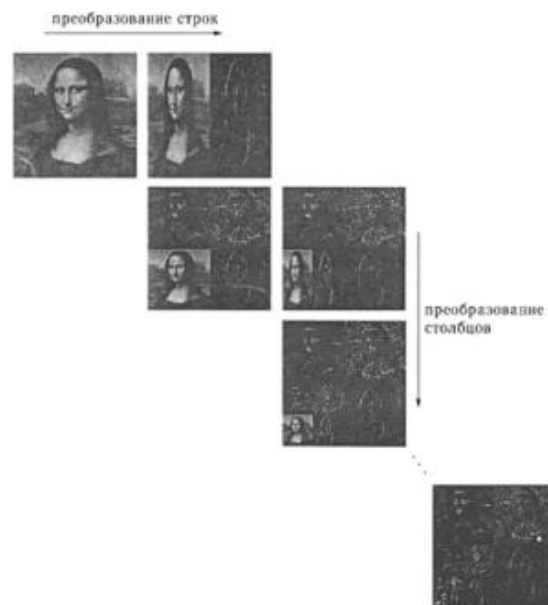 преобразование строк
преобразование
столбцов